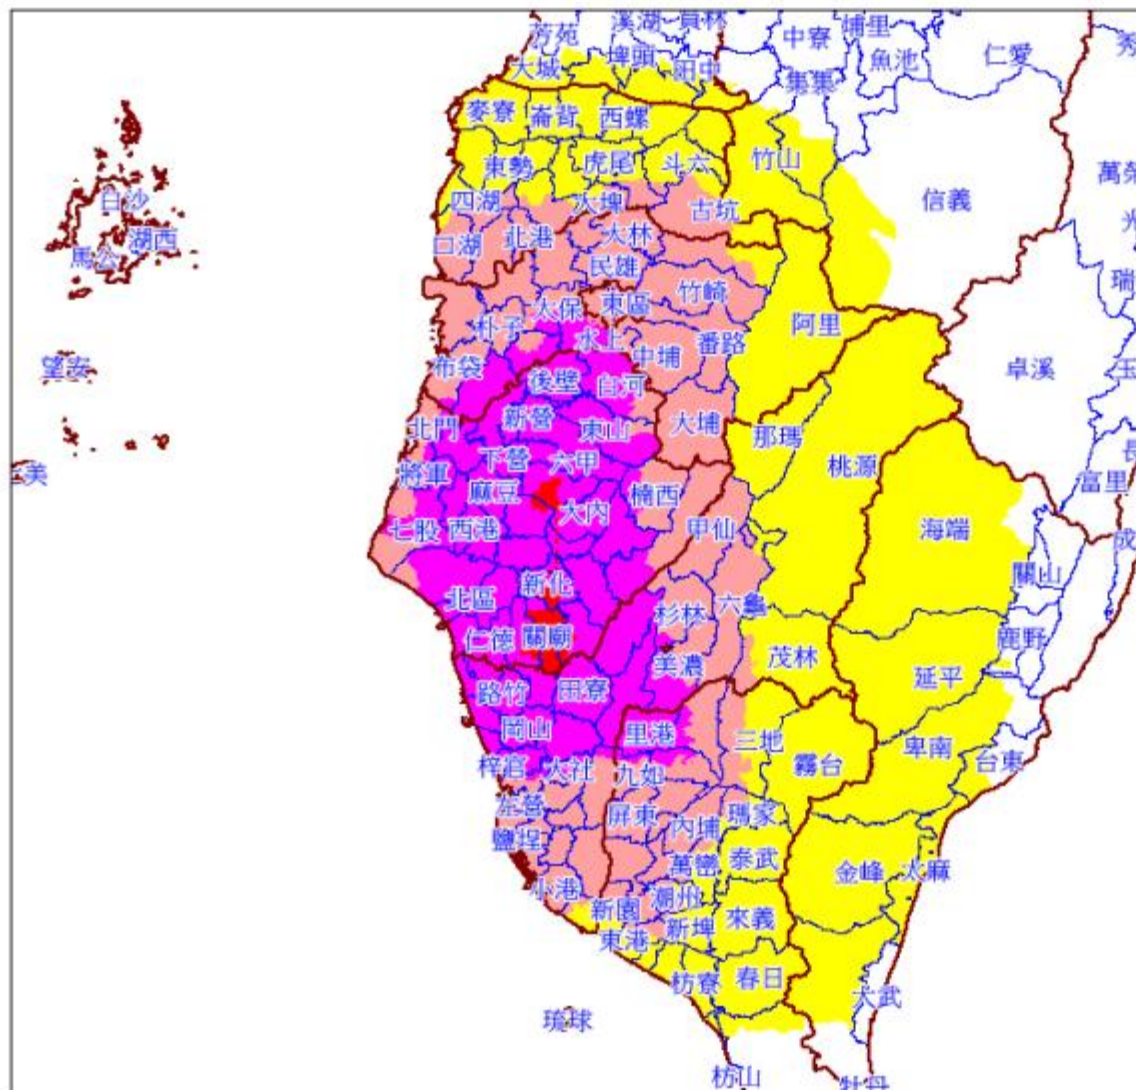 芳苑 溪湖 員林 中寮 埔里 仁愛 秀
大城 埤頭 田中 集集 魚池
麥寮 崙背 西螺
東勢 虎尾 斗六 竹山 萬榮
白沙 四湖 大埤 古坑 信義 光
馬公 湖西 口湖 北港 大林
民雄 瑞
太保 東區 竹崎
朴子 水上 中埔 番路 阿里
望安 布袋 後壁 白河 卓溪 玉
北門 新營 東山 大埔 那瑪
下營 六甲 桃源 長
美 將軍 麻豆 楠西 富里
七股 西港 大內 甲仙 海端 成
北區 新化 關山
仁德 關廟 杉林 六龜 鹿野
美濃 茂林 延平
路竹 田寮
岡山 里港 三地 卑南
梓官 大社 九如 霧台 台東
左營 屏東 內埔 瑪家
鹽埕 萬巒 泰武 金峰 太麻
小港 新園 潮州 來義
東港 新埤
枋寮 春日 大武
琉球
枋山 牡丹